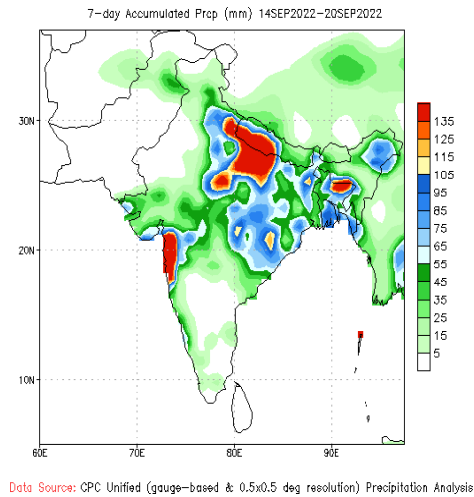 7-day Accumulated Prcp (mm) 14SEP2022-20SEP2022
30N
20N
10N
60E 70E 80E 90E
135
125
115
105
95
85
75
65
55
45
35
25
15
5
Data Source: CPC Unified (gauge-based & 0.5x0.5 deg resolution) Precipitation Analysis